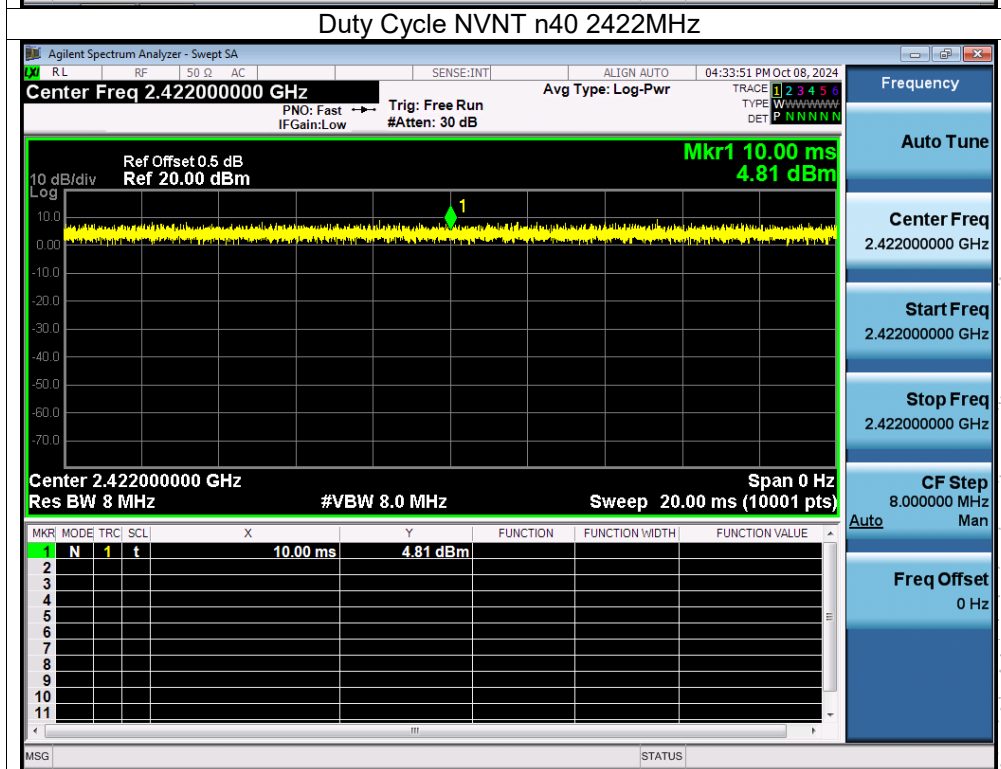 Duty Cycle NVNT n40 2422MHz
Agilent Spectrum Analyzer - Swept SA
LXI RL RF 50 Ω AC SENSE:INT ALIGN AUTO 04:33:51 PM Oct 08, 2024
Center Freq 2.422000000 GHz Avg Type: Log-Pwr TRACE 1 2 3 4 5 6
PNO: Fast Trig: Free Run TYPE WWWWWW
IFGain:Low #Atten: 30 dB DET P N N N N N
Mkr1 10.00 ms
4.81 dBm
Ref Offset 0.5 dB
10 dB/div Ref 20.00 dBm
Log
10.0
0.00
-10.0
-20.0
-30.0
-40.0
-50.0
-60.0
-70.0
1
Center 2.422000000 GHz Span 0 Hz
Res BW 8 MHz #VBW 8.0 MHz Sweep 20.00 ms (10001 pts)
MKR MODE TRC SCL X Y FUNCTION FUNCTION WIDTH FUNCTION VALUE
1 N 1 t 10.00 ms 4.81 dBm
2
3
4
5
6
7
8
9
10
11
MSG STATUS
Frequency
Auto Tune
Center Freq
2.422000000 GHz
Start Freq
2.422000000 GHz
Stop Freq
2.422000000 GHz
CF Step
8.000000 MHz
Auto Man
Freq Offset
0 Hz